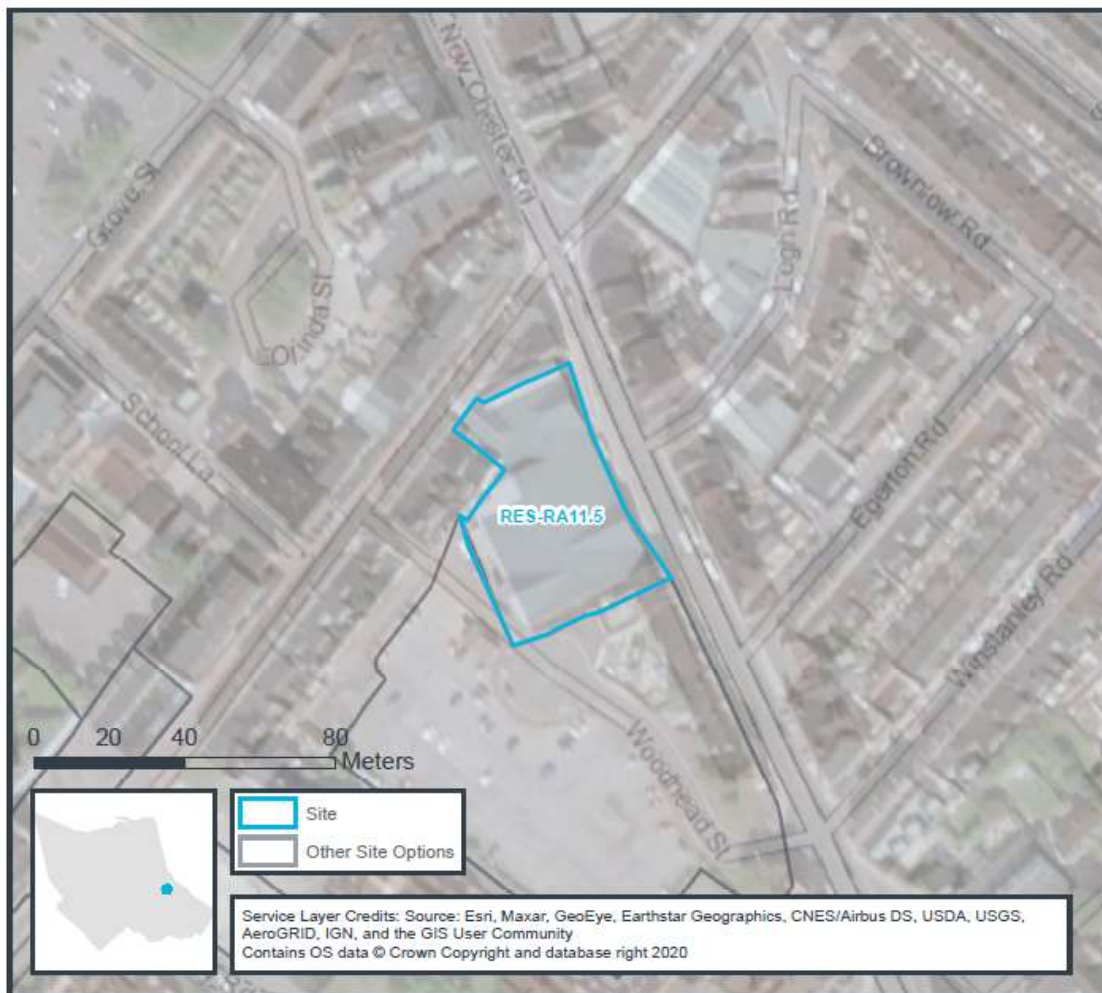 New Chester Rd
Grove St
Brownlow Rd
Olinda St
Lugh Rd
School La
Egerton Rd
RES-RA11.5
Winstanley Rd
Woodhead St
0 20 40 80
Meters
Site
Other Site Options
Service Layer Credits: Source: Esri, Maxar, GeoEye, Earthstar Geographics, CNES/Airbus DS, USDA, USGS,
AeroGRID, IGN, and the GIS User Community
Contains OS data © Crown Copyright and database right 2020